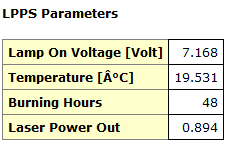 LPPS Parameters
Lamp On Voltage [Volt] 7.168
Temperature [Â°C] 19.531
Burning Hours 48
Laser Power Out 0.894